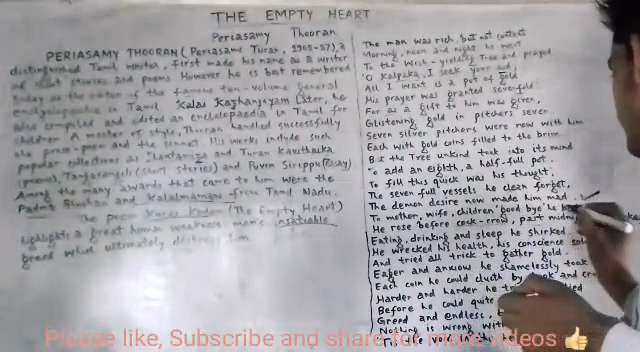 THE EMPTY HEART
Periasamy Thooran
PERIASAMY THOORAN (Periasamy Turan, 1908-87), a
distinguished Tamil writer, first made his name as a writer
of short stories and poems. However he is best remembered
today as the editor of the famous ten-volume general
encyclopaedia in Tamil Kalai Kazhanjeyam Later, he
also compiled and edited an encyclopaedia in Tamil for
children. A master of style, Thooran handled successfully
the prose-poem and the sonnet. His works include such
popular collections as and Turan Kavithaika
(poems), (short stories) and Puvin Sirippu (Essay)
Among the many awards that came to him were the
Padma Bhushan and Kalaimamani from Tamil Nadu.
The poem Kurai Kudam (The Empty Heart)
highlights a great human weakness man's insatiable
greed what ultimately destroys him
The man was rich, but not content
Morning, noon and night he went
To the Wish-yielding Tree and prayed
'O Kalpaka, I seek your aid;
All I want is a pot of gold
His prayer was granted sevenfold
For as a gift to him was given,
Glistening gold in pitchers seven.
Seven silver pitchers were now with him
Each with gold coins filled to the brim
But the Tree unkind took into its mind
To add an eighth, a half-full pot.
To fill this quick was his thought,
The seven full vessels he clean forgot,
The demon desire now made him mad
To mother, wife, children 'good bye' he
He rose before cock-crow, past
Eating, drinking and sleep he shirked.
He wrecked his health, his conscience
And tried all trick to gather gold.
Eager and anxious he shamelessly took
Each coin he could clutch by and
Harder and harder he
Before he could quite
Greed and endless,
Nothing is wrong with
Please like, Subscribe and share for more videos 👍